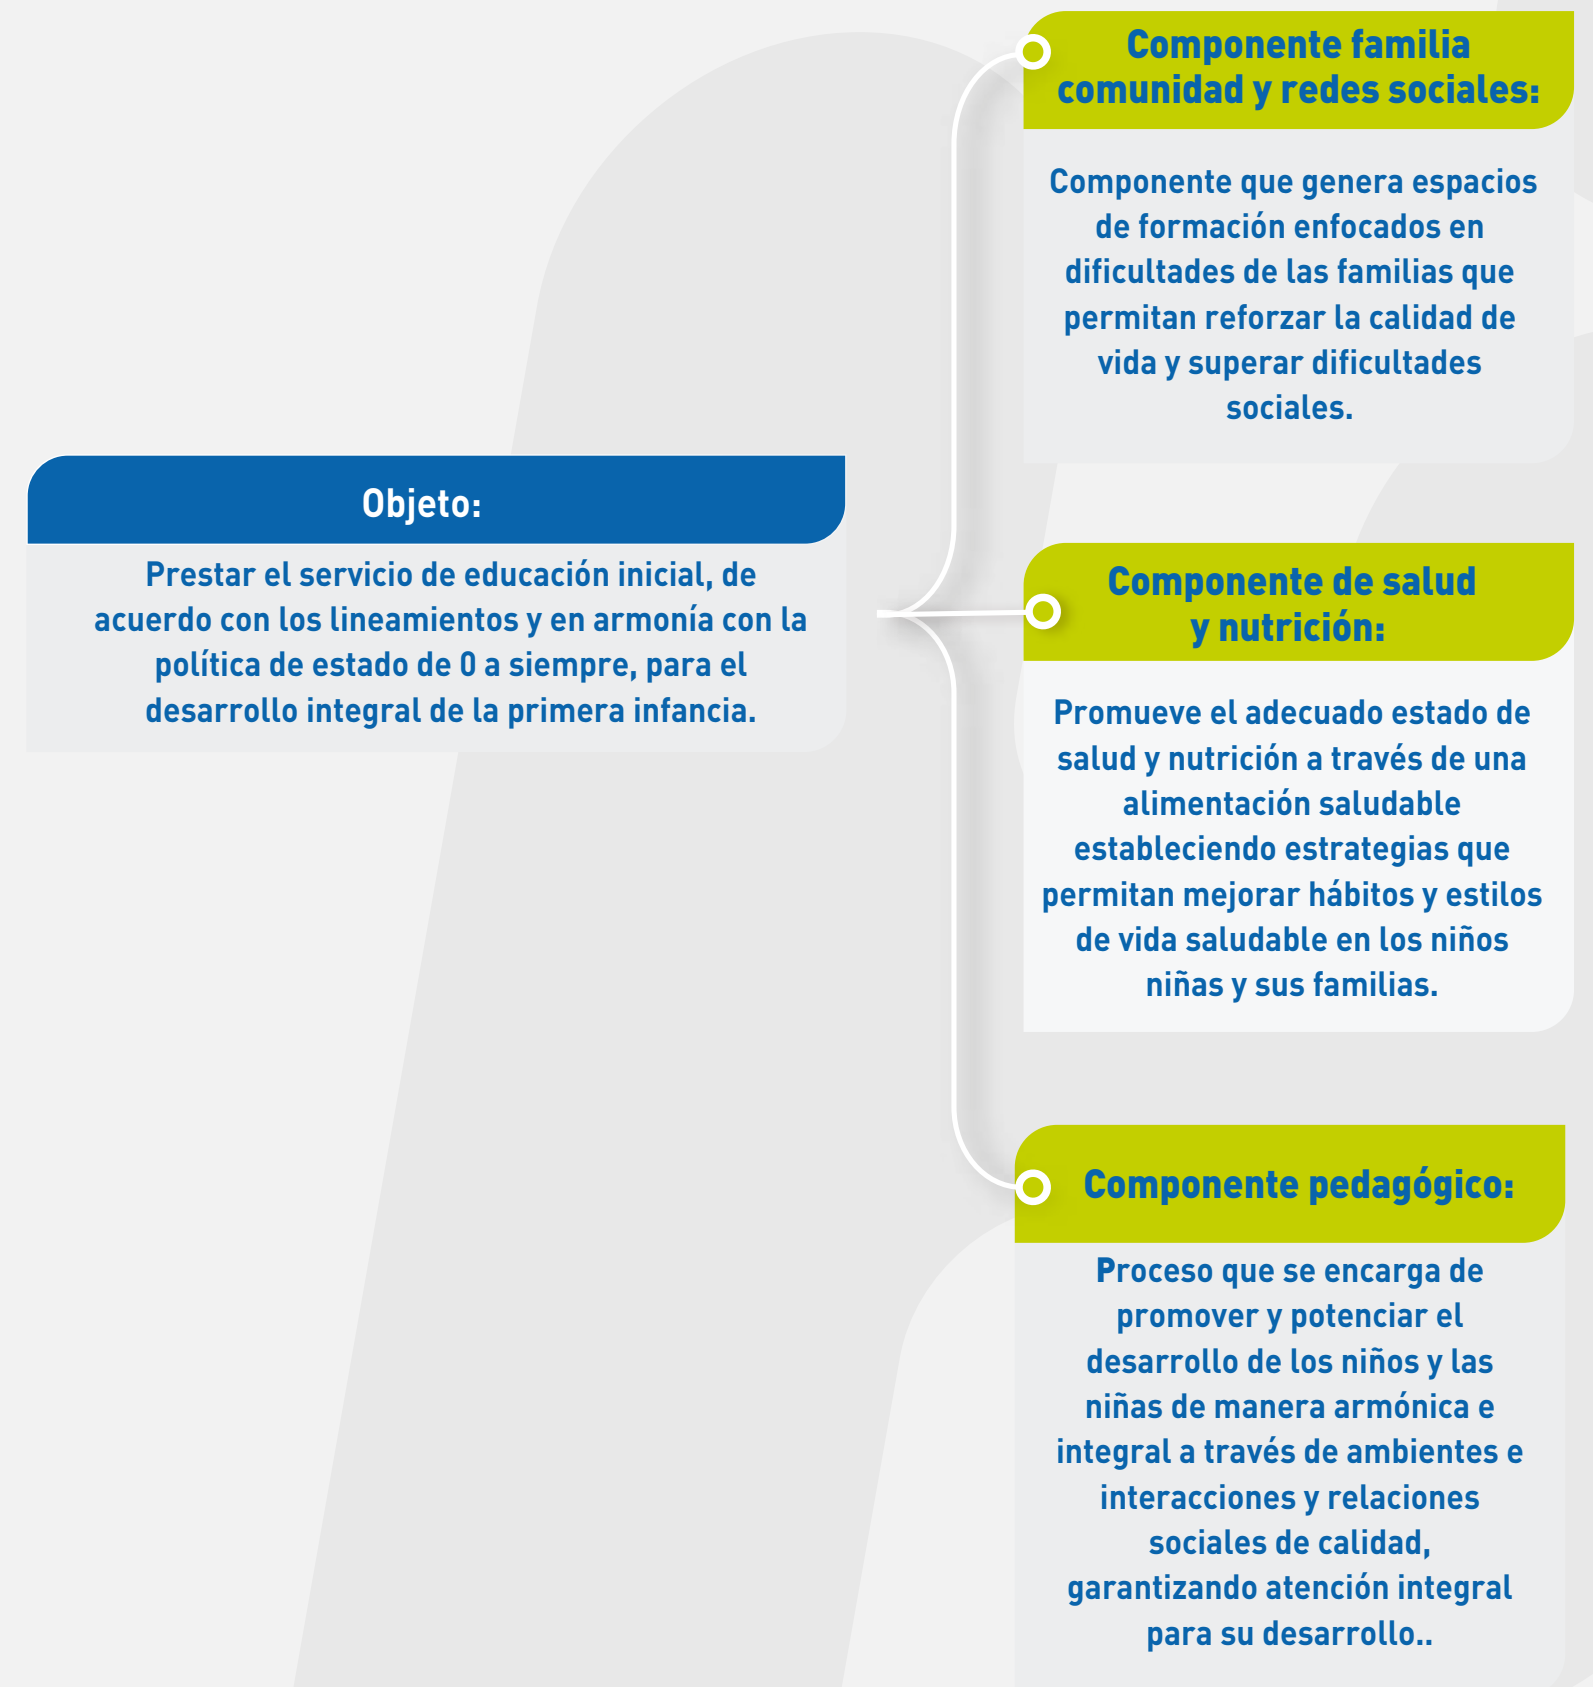 Objeto:
Prestar el servicio de educación inicial, de
acuerdo con los lineamientos y en armonía con la
política de estado de 0 a siempre, para el
desarrollo integral de la primera infancia.
Componente familia
comunidad y redes sociales:
Componente que genera espacios
de formación enfocados en
dificultades de las familias que
permitan reforzar la calidad de
vida y superar dificultades
sociales.
Componente de salud
y nutrición:
Promueve el adecuado estado de
salud y nutrición a través de una
alimentación saludable
estableciendo estrategias que
permitan mejorar hábitos y estilos
de vida saludable en los niños
niñas y sus familias.
Componente pedagógico:
Proceso que se encarga de
promover y potenciar el
desarrollo de los niños y las
niñas de manera armónica e
integral a través de ambientes e
interacciones y relaciones
sociales de calidad,
garantizando atención integral
para su desarrollo..